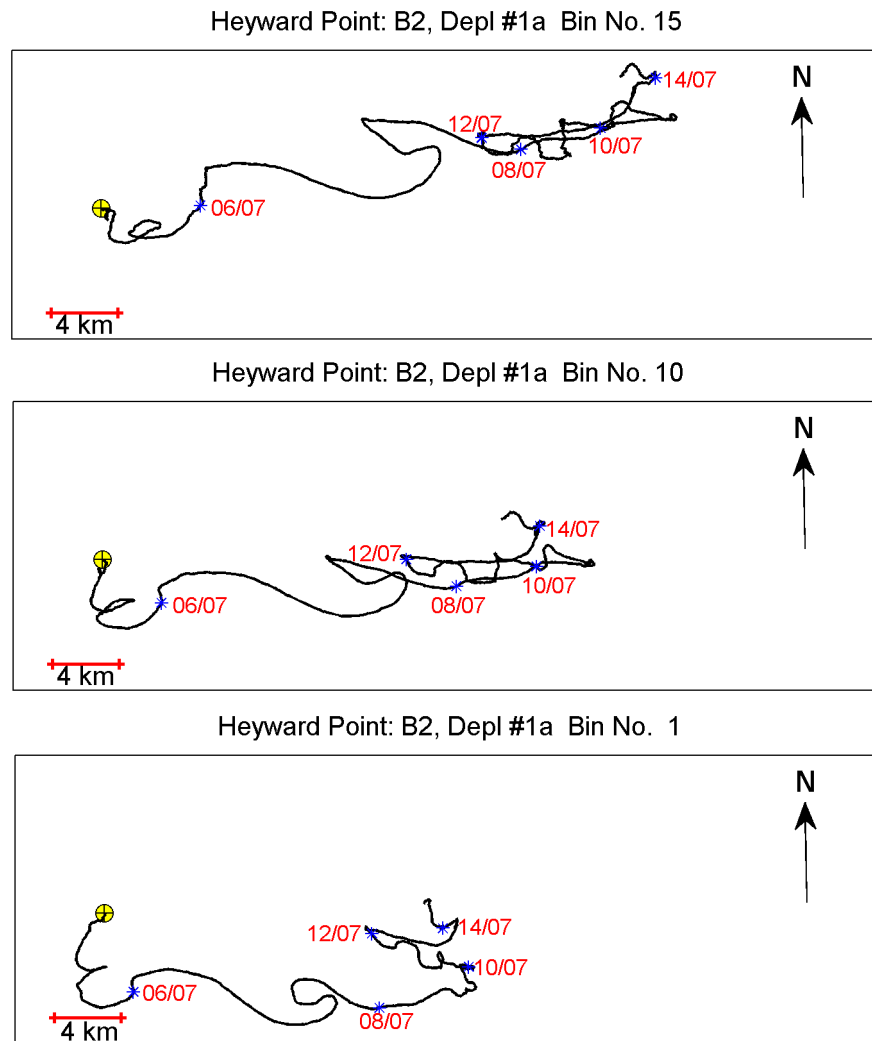 Heyward Point: B2, Depl #1a  Bin No. 15
N
14/07
12/07
10/07
08/07
06/07
4 km
Heyward Point: B2, Depl #1a  Bin No. 10
N
14/07
12/07
10/07
08/07
06/07
4 km
Heyward Point: B2, Depl #1a  Bin No.  1
N
12/07
14/07
10/07
06/07
08/07
4 km